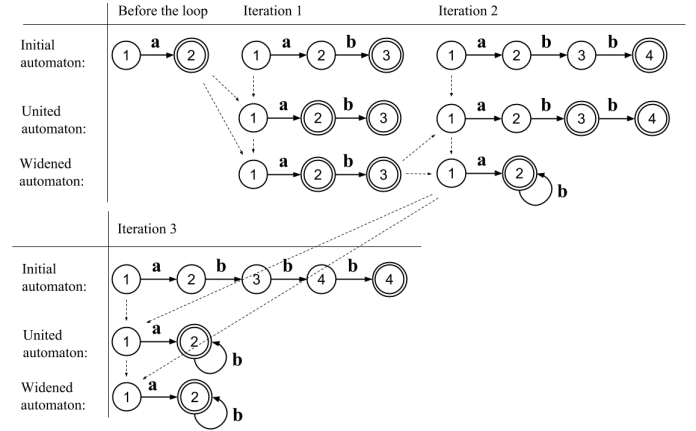 Before the loop Iteration 1 Iteration 2
Initial
automaton:
1 a 2 1 a 2 b 3 1 a 2 b 3 b 4
United
automaton:
1 a 2 b 3 1 a 2 b 3 b 4
Widened
automaton:
1 a 2 b 3 1 a 2 b
Iteration 3
Initial
automaton:
1 a 2 b 3 b 4 b 4
United
automaton:
1 a 2 b
Widened
automaton:
1 a 2 b